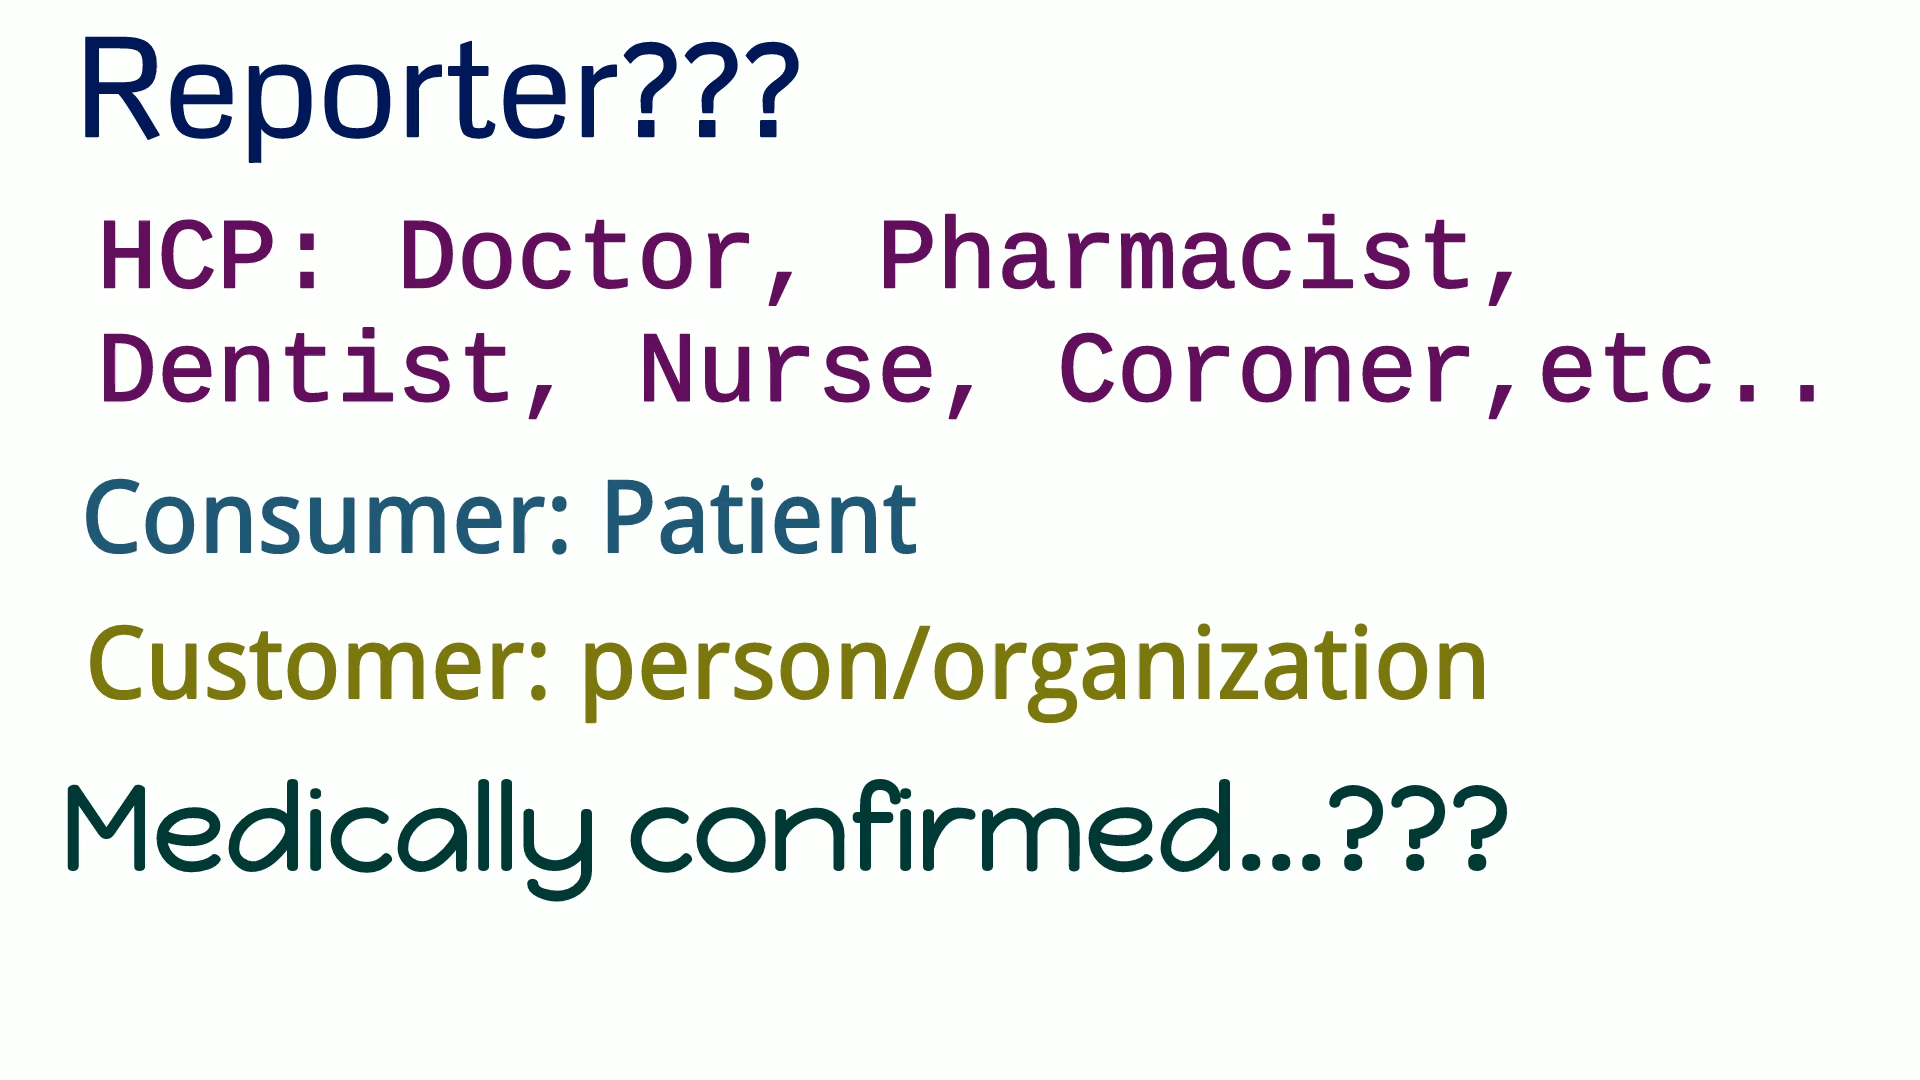 Reporter???
HCP: Doctor, Pharmacist,
Dentist, Nurse, Coroner,etc..
Consumer: Patient
Customer: person/organization
Medically confirmed...???